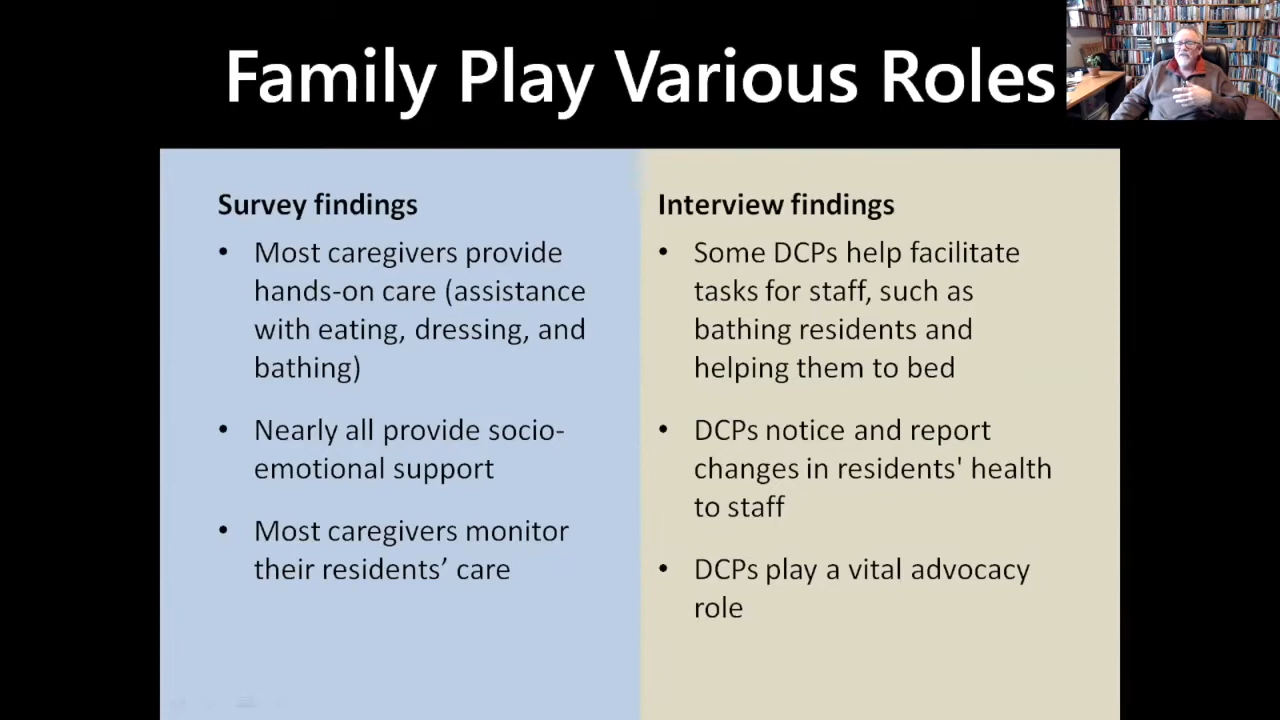 Family Play Various Roles
Survey findings
• Most caregivers provide
hands-on care (assistance
with eating, dressing, and
bathing)
• Nearly all provide socio-
emotional support
• Most caregivers monitor
their residents’ care
Interview findings
• Some DCPs help facilitate
tasks for staff, such as
bathing residents and
helping them to bed
• DCPs notice and report
changes in residents' health
to staff
• DCPs play a vital advocacy
role